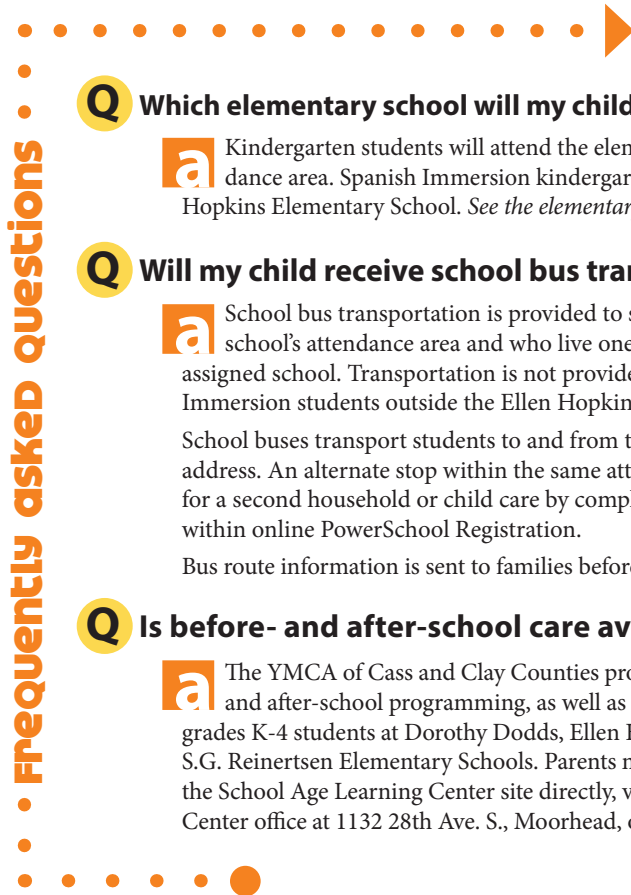 Frequently asked questions
Q Which elementary school will my child
a Kindergarten students will attend the elem
dance area. Spanish Immersion kindergar
Hopkins Elementary School. See the elementar
Q Will my child receive school bus tran
a School bus transportation is provided to s
school's attendance area and who live one
assigned school. Transportation is not provide
Immersion students outside the Ellen Hopkin
School buses transport students to and from t
address. An alternate stop within the same att
for a second household or child care by compl
within online PowerSchool Registration.
Bus route information is sent to families before
Q Is before- and after-school care av
a The YMCA of Cass and Clay Counties pro
and after-school programming, as well as
grades K-4 students at Dorothy Dodds, Ellen H
S.G. Reinertsen Elementary Schools. Parents m
the School Age Learning Center site directly, v
Center office at 1132 28th Ave. S., Moorhead, o